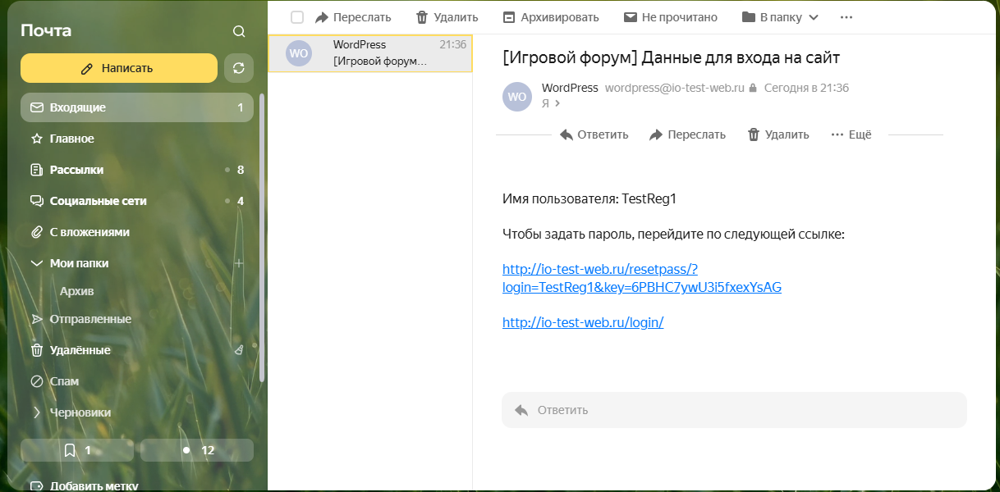 Почта
Написать
Входящие 1
Главное
Рассылки 8
Социальные сети 4
С вложениями
Мои папки
Архив
Отправленные
Удалённые
Спам
Черновики
1
12
Добавить метку
Переслать Удалить Архивировать Не прочитано В папку
WO WordPress 21:36
[Игровой форум...
[Игровой форум] Данные для входа на сайт
WO WordPress wordpress@io-test-web.ru Сегодня в 21:36
Я
Ответить Переслать Удалить Ещё
Имя пользователя: TestReg1
Чтобы задать пароль, перейдите по следующей ссылке:
http://io-test-web.ru/resetpass/?
login=TestReg1&key=6PBHC7ywU3i5fxexYsAG
http://io-test-web.ru/login/
Ответить